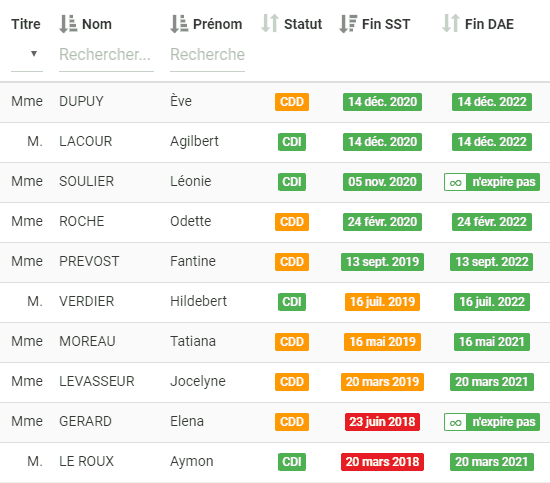 Titre Nom Prénom Statut Fin SST Fin DAE
Rechercher... Recherche
Mme DUPUY Ève CDD 14 déc. 2020 14 déc. 2022
M. LACOUR Agilbert CDI 14 déc. 2020 14 déc. 2022
Mme SOULIER Léonie CDI 05 nov. 2020 ∞ n'expire pas
Mme ROCHE Odette CDD 24 févr. 2020 24 févr. 2022
Mme PREVOST Fantine CDD 13 sept. 2019 13 sept. 2022
M. VERDIER Hildebert CDI 16 juil. 2019 16 juil. 2022
Mme MOREAU Tatiana CDD 16 mai 2019 16 mai 2021
Mme LEVASSEUR Jocelyne CDD 20 mars 2019 20 mars 2021
Mme GERARD Elena CDD 23 juin 2018 ∞ n'expire pas
M. LE ROUX Aymon CDI 20 mars 2018 20 mars 2021